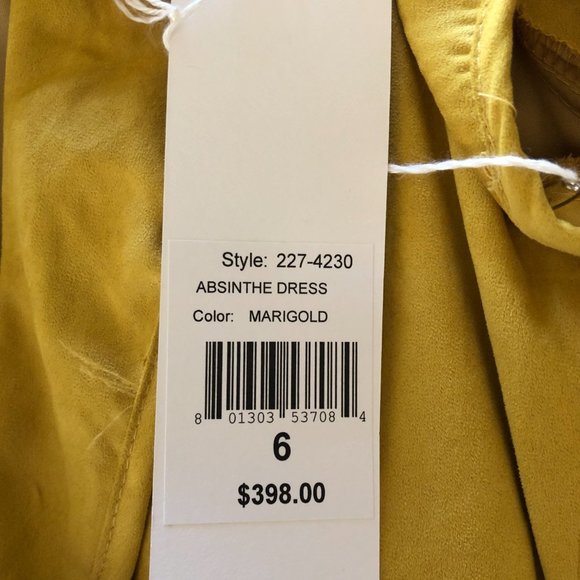 Style: 227-4230
ABSINTHE DRESS
Color: MARIGOLD
8 01303 53708 4
6
$398.00